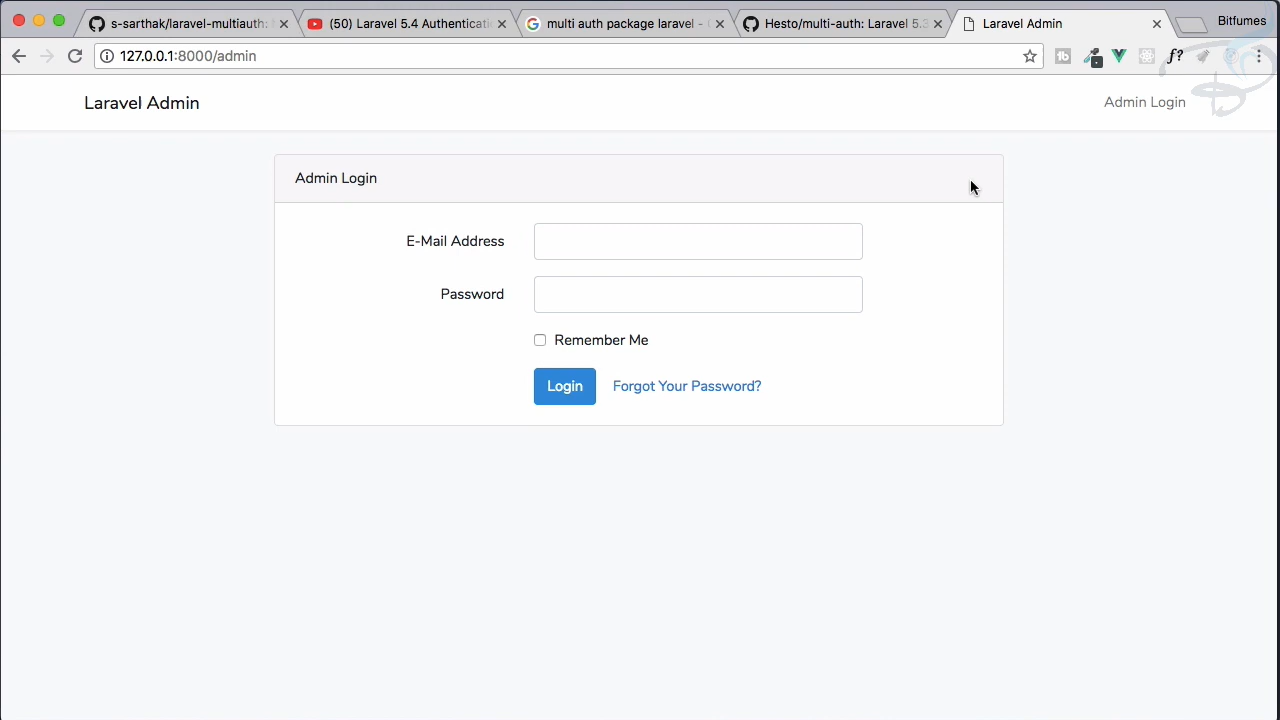 s-sarthak/laravel-multiauth:
(50) Laravel 5.4 Authenticati
multi auth package laravel -
Hesto/multi-auth: Laravel 5.3
Laravel Admin
Bitfumes
127.0.0.1:8000/admin
f?
Laravel Admin
Admin Login
Admin Login
E-Mail Address
Password
Remember Me
Login
Forgot Your Password?